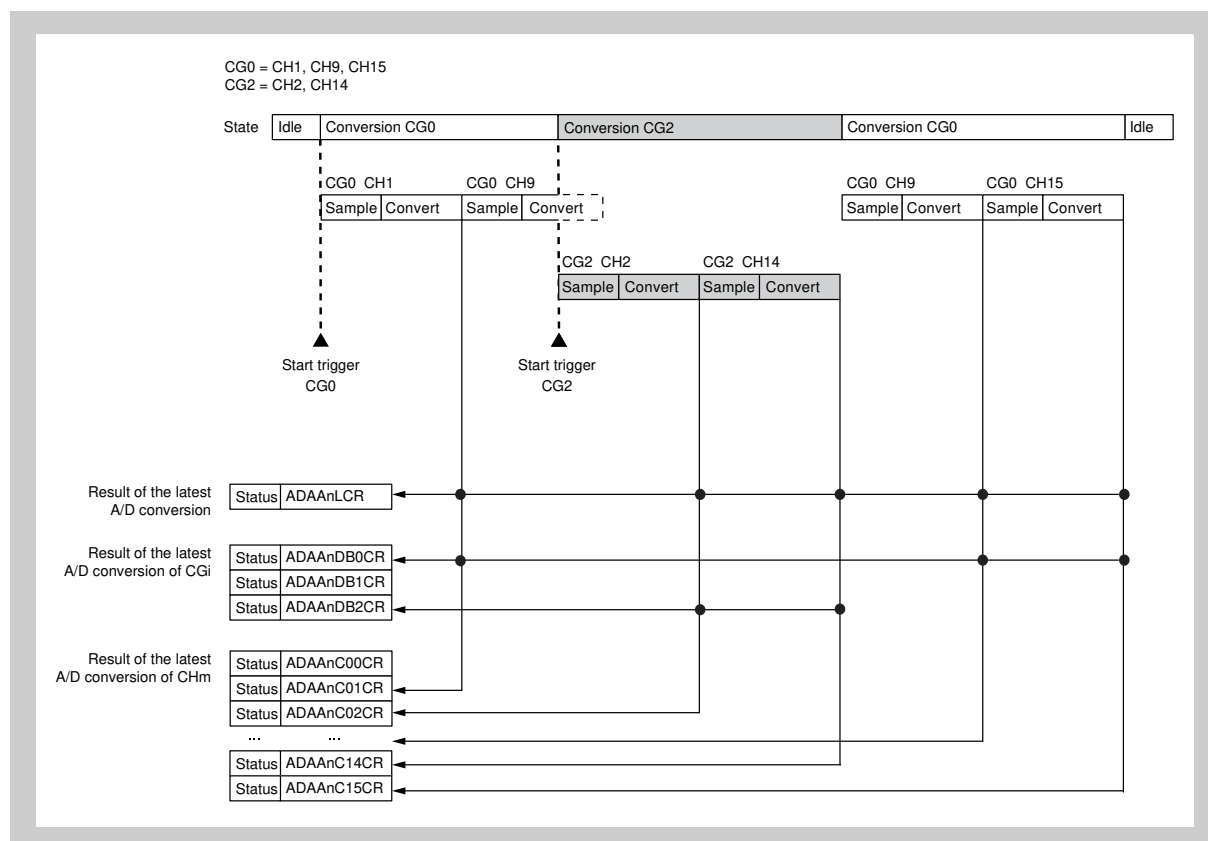 CG0 = CH1, CH9, CH15
CG2 = CH2, CH14
State Idle Conversion CG0 Conversion CG2 Conversion CG0 Idle
CG0 CH1 CG0 CH9 CG0 CH9 CG0 CH15
Sample Convert Sample Convert Sample Convert Sample Convert
CG2 CH2 CG2 CH14
Sample Convert Sample Convert
Start trigger
CG0
Start trigger
CG2
Result of the latest
A/D conversion
Status ADAAnLCR
Result of the latest
A/D conversion of CGi
Status ADAAnDB0CR
Status ADAAnDB1CR
Status ADAAnDB2CR
Result of the latest
A/D conversion of CHm
Status ADAAnC00CR
Status ADAAnC01CR
Status ADAAnC02CR
... ...
Status ADAAnC14CR
Status ADAAnC15CR